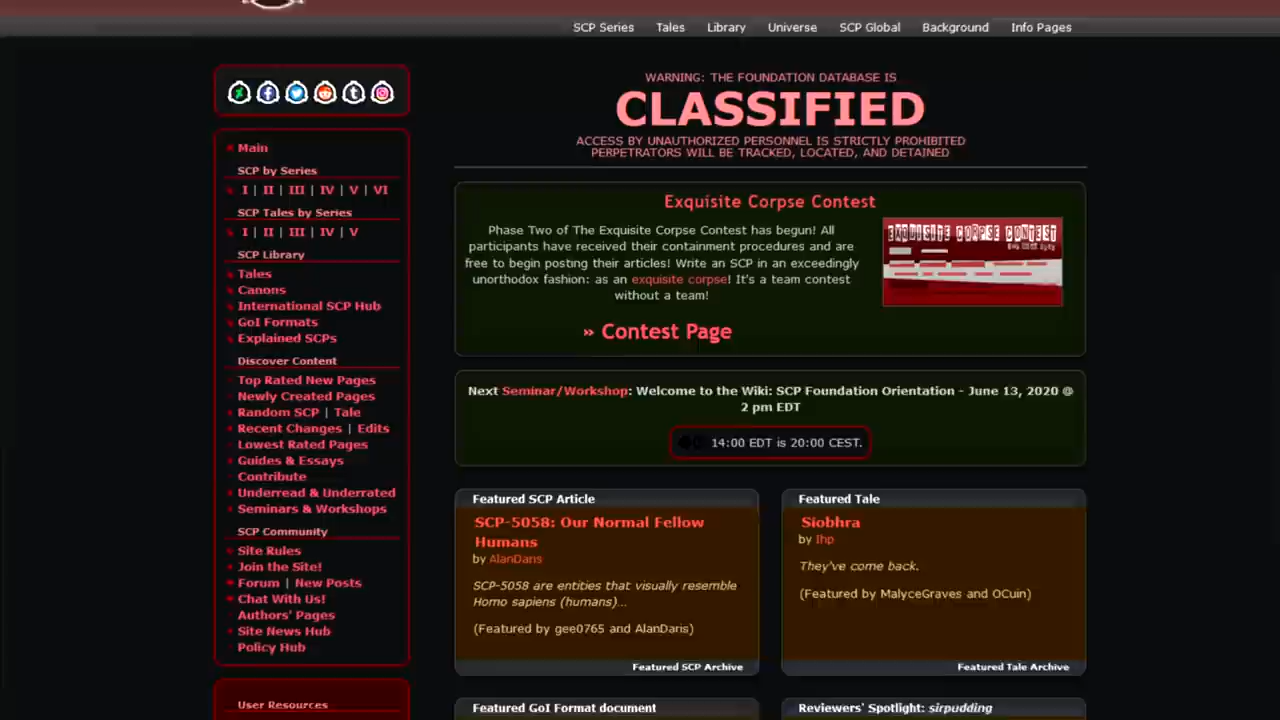 SCP Series Tales Library Universe SCP Global Background Info Pages
Main
SCP by Series
I | II | III | IV | V | VI
SCP Tales by Series
I | II | III | IV | V
SCP Library
Tales
Canons
International SCP Hub
GoI Formats
Explained SCPs
Discover Content
Top Rated New Pages
Newly Created Pages
Random SCP | Tale
Recent Changes | Edits
Lowest Rated Pages
Guides & Essays
Contribute
Underread & Underrated
Seminars & Workshops
SCP Community
Site Rules
Join the Site!
Forum | New Posts
Chat With Us!
Authors' Pages
Site News Hub
Policy Hub
User Resources
WARNING: THE FOUNDATION DATABASE IS
CLASSIFIED
ACCESS BY UNAUTHORIZED PERSONNEL IS STRICTLY PROHIBITED
PERPETRATORS WILL BE TRACKED, LOCATED, AND DETAINED
Exquisite Corpse Contest
Phase Two of The Exquisite Corpse Contest has begun! All
participants have received their containment procedures and are
free to begin posting their articles! Write an SCP in an exceedingly
unorthodox fashion: as an exquisite corpse! It's a team contest
without a team!
» Contest Page
EXQUISITE CORPSE CONTEST
Next Seminar/Workshop: Welcome to the Wiki: SCP Foundation Orientation - June 13, 2020 @
2 pm EDT
14:00 EDT is 20:00 CEST.
Featured SCP Article
SCP-5058: Our Normal Fellow
Humans
by AlanDaris
SCP-5058 are entities that visually resemble
Homo sapiens (humans)...
(Featured by gee0765 and AlanDaris)
Featured SCP Archive
Featured Tale
Siobhra
by Ihp
They've come back.
(Featured by MalyceGraves and OCuin)
Featured Tale Archive
Featured GoI Format document
Reviewers' Spotlight: sirpudding